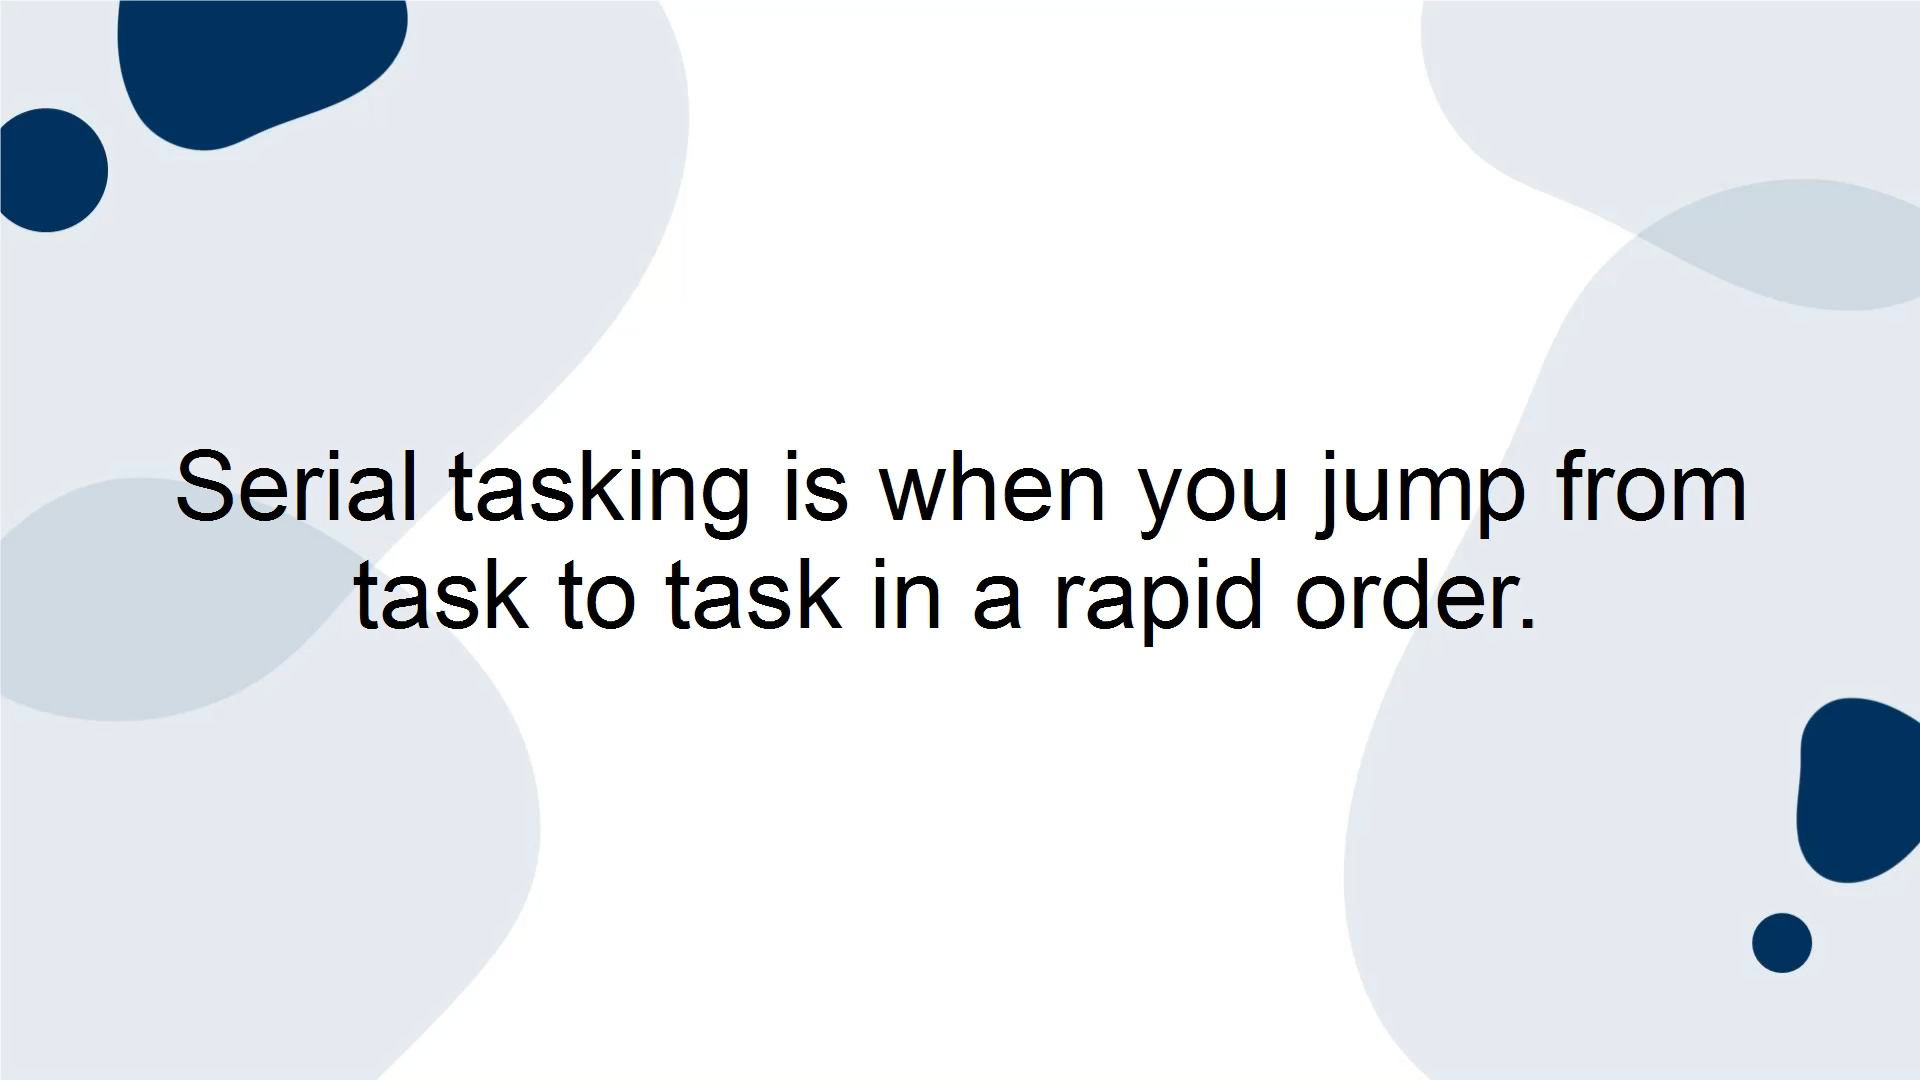 Serial tasking is when you jump from
task to task in a rapid order.